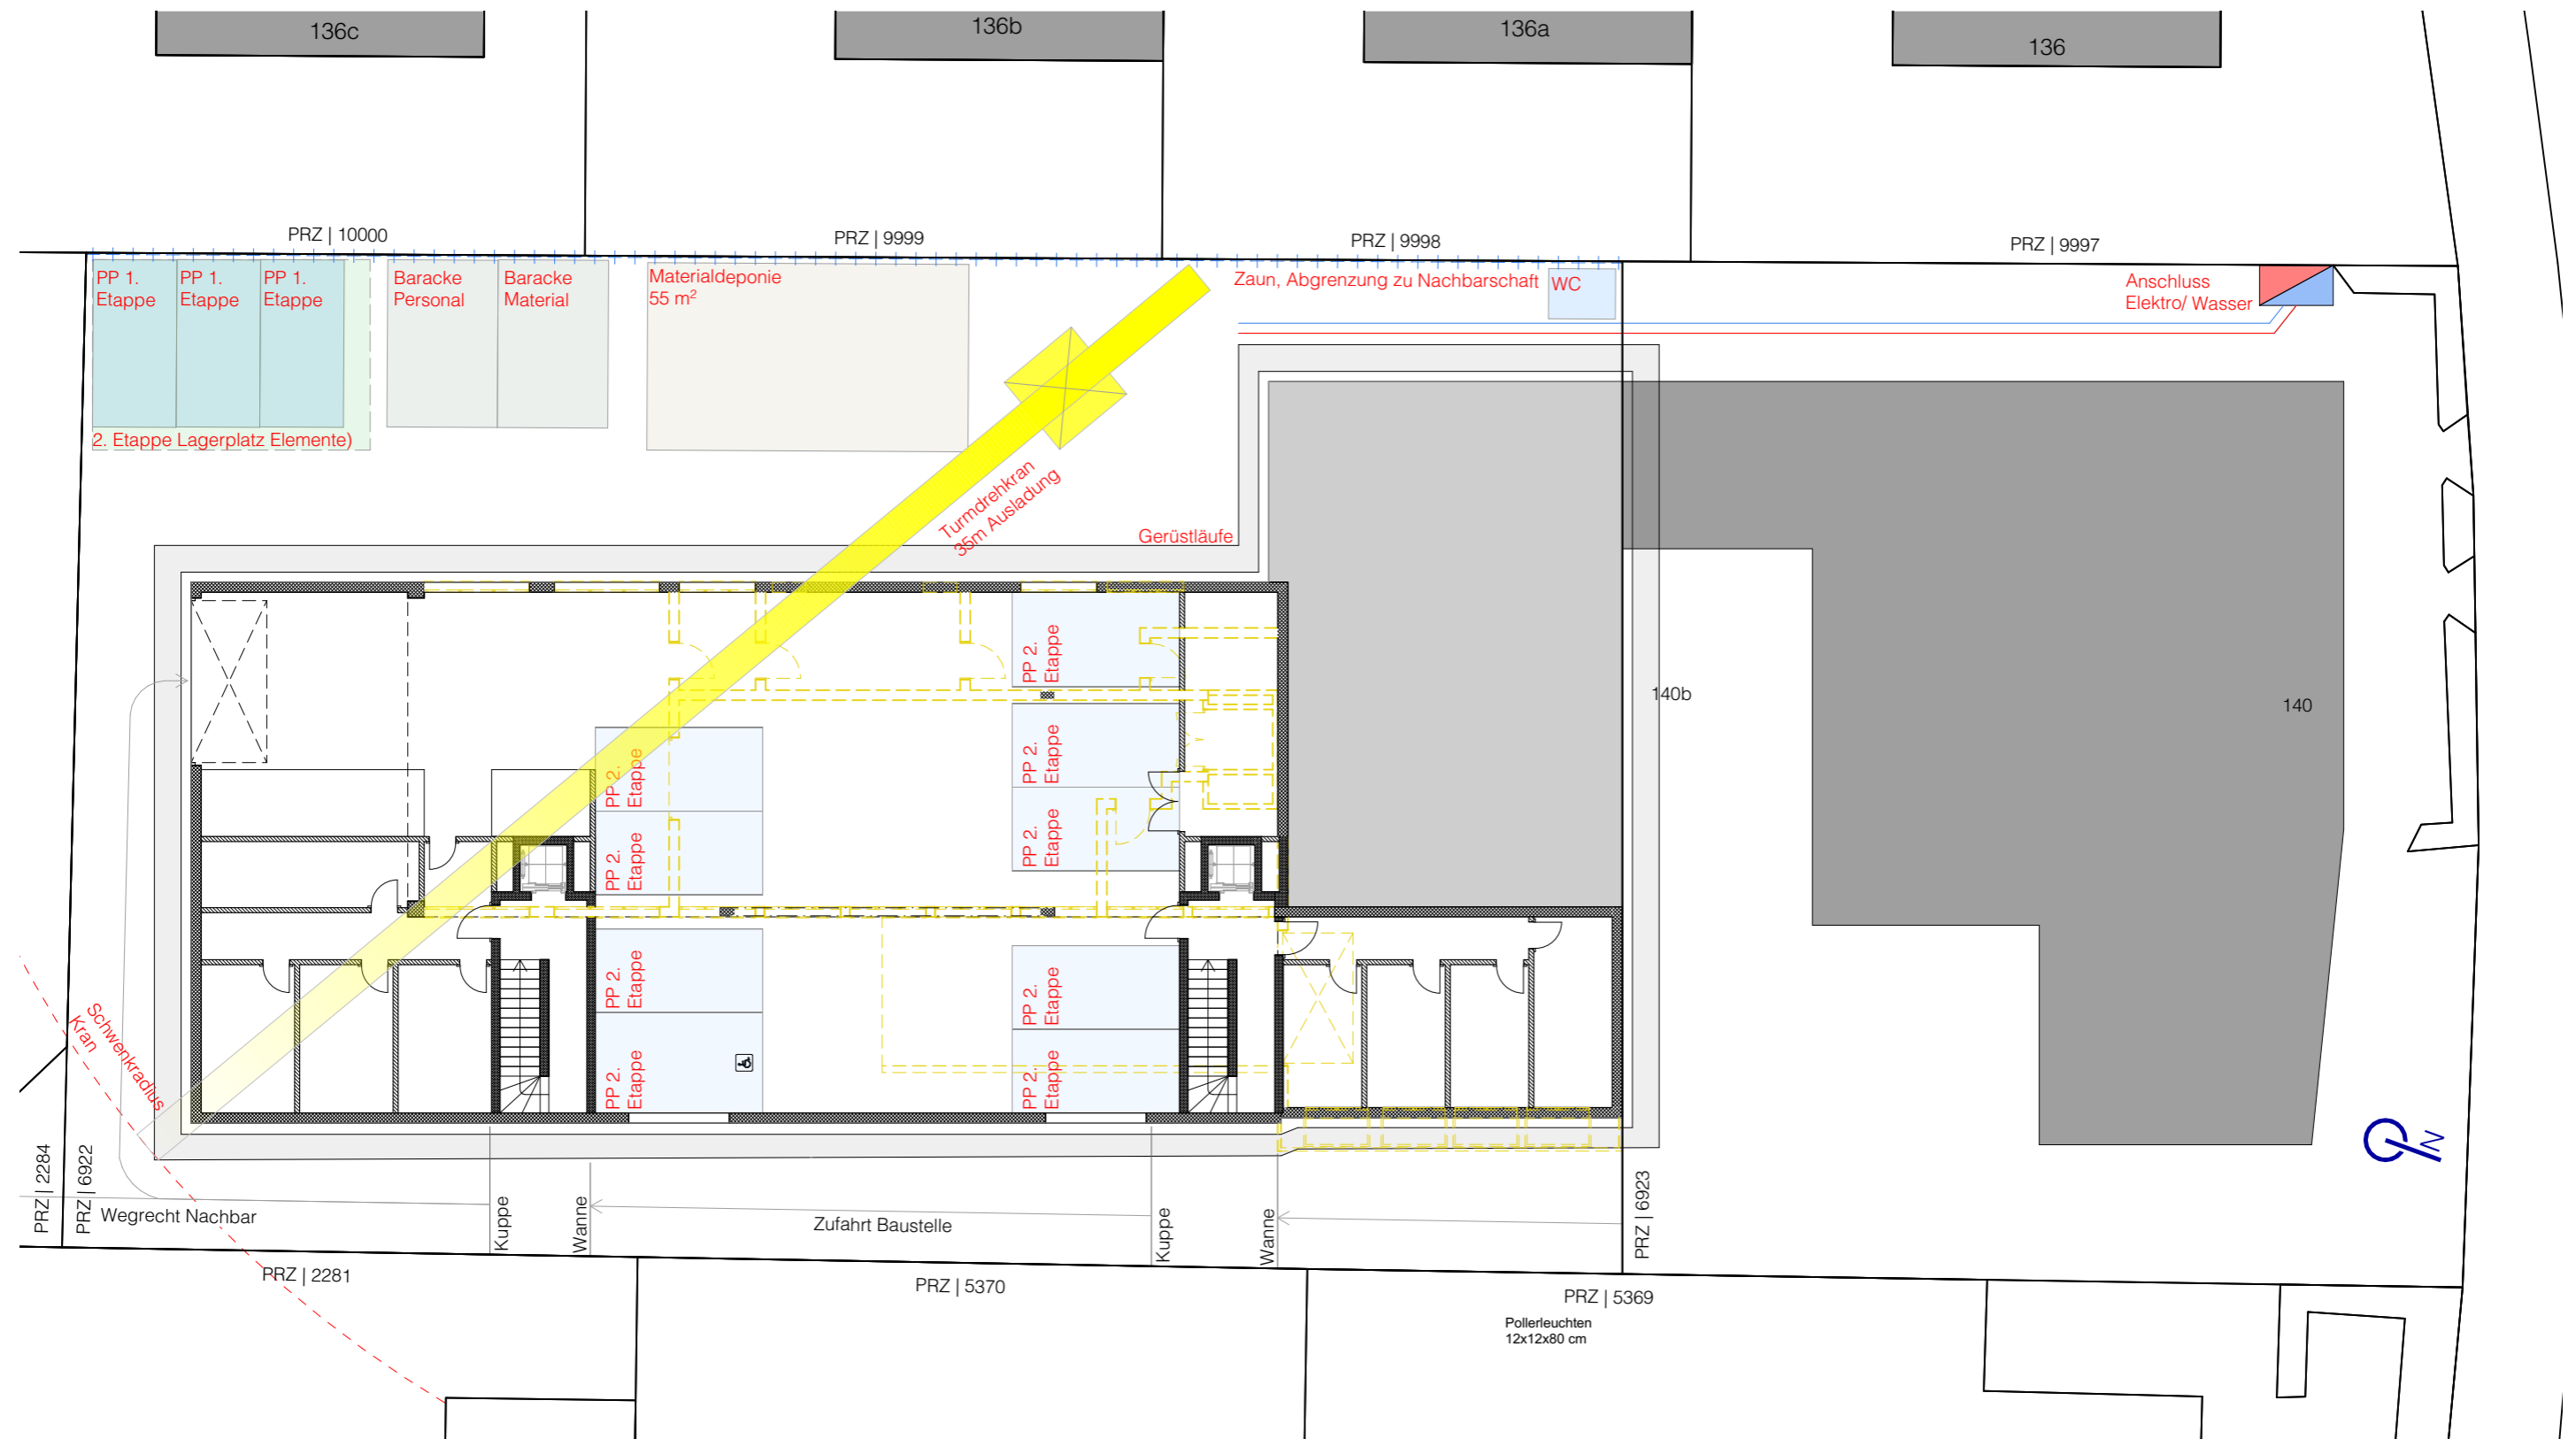 136c
136b
136a
136
PRZ | 10000
PRZ | 9999
PRZ | 9998
PRZ | 9997
PP 1.
Etappe
PP 1.
Etappe
PP 1.
Etappe
Baracke
Personal
Baracke
Material
Materialdeponie
55 m²
Zaun, Abgrenzung zu Nachbarschaft
WC
Anschluss
Elektro/ Wasser
2. Etappe Lagerplatz Elemente)
Turmdrehkran
35m Ausladung
Gerüstläufe
PP 2.
Etappe
PP 2.
Etappe
PP 2.
Etappe
PP 2.
Etappe
PP 2.
Etappe
PP 2.
Etappe
PP 2.
Etappe
PP 2.
Etappe
PP 2.
Etappe
140b
140
Schwenkradius
Kran
PRZ | 2284
PRZ | 6922
Wegrecht Nachbar
Kuppe
Wanne
Zufahrt Baustelle
Kuppe
Wanne
PRZ | 6923
N
PRZ | 2281
PRZ | 5370
PRZ | 5369
Pollerleuchten
12x12x80 cm